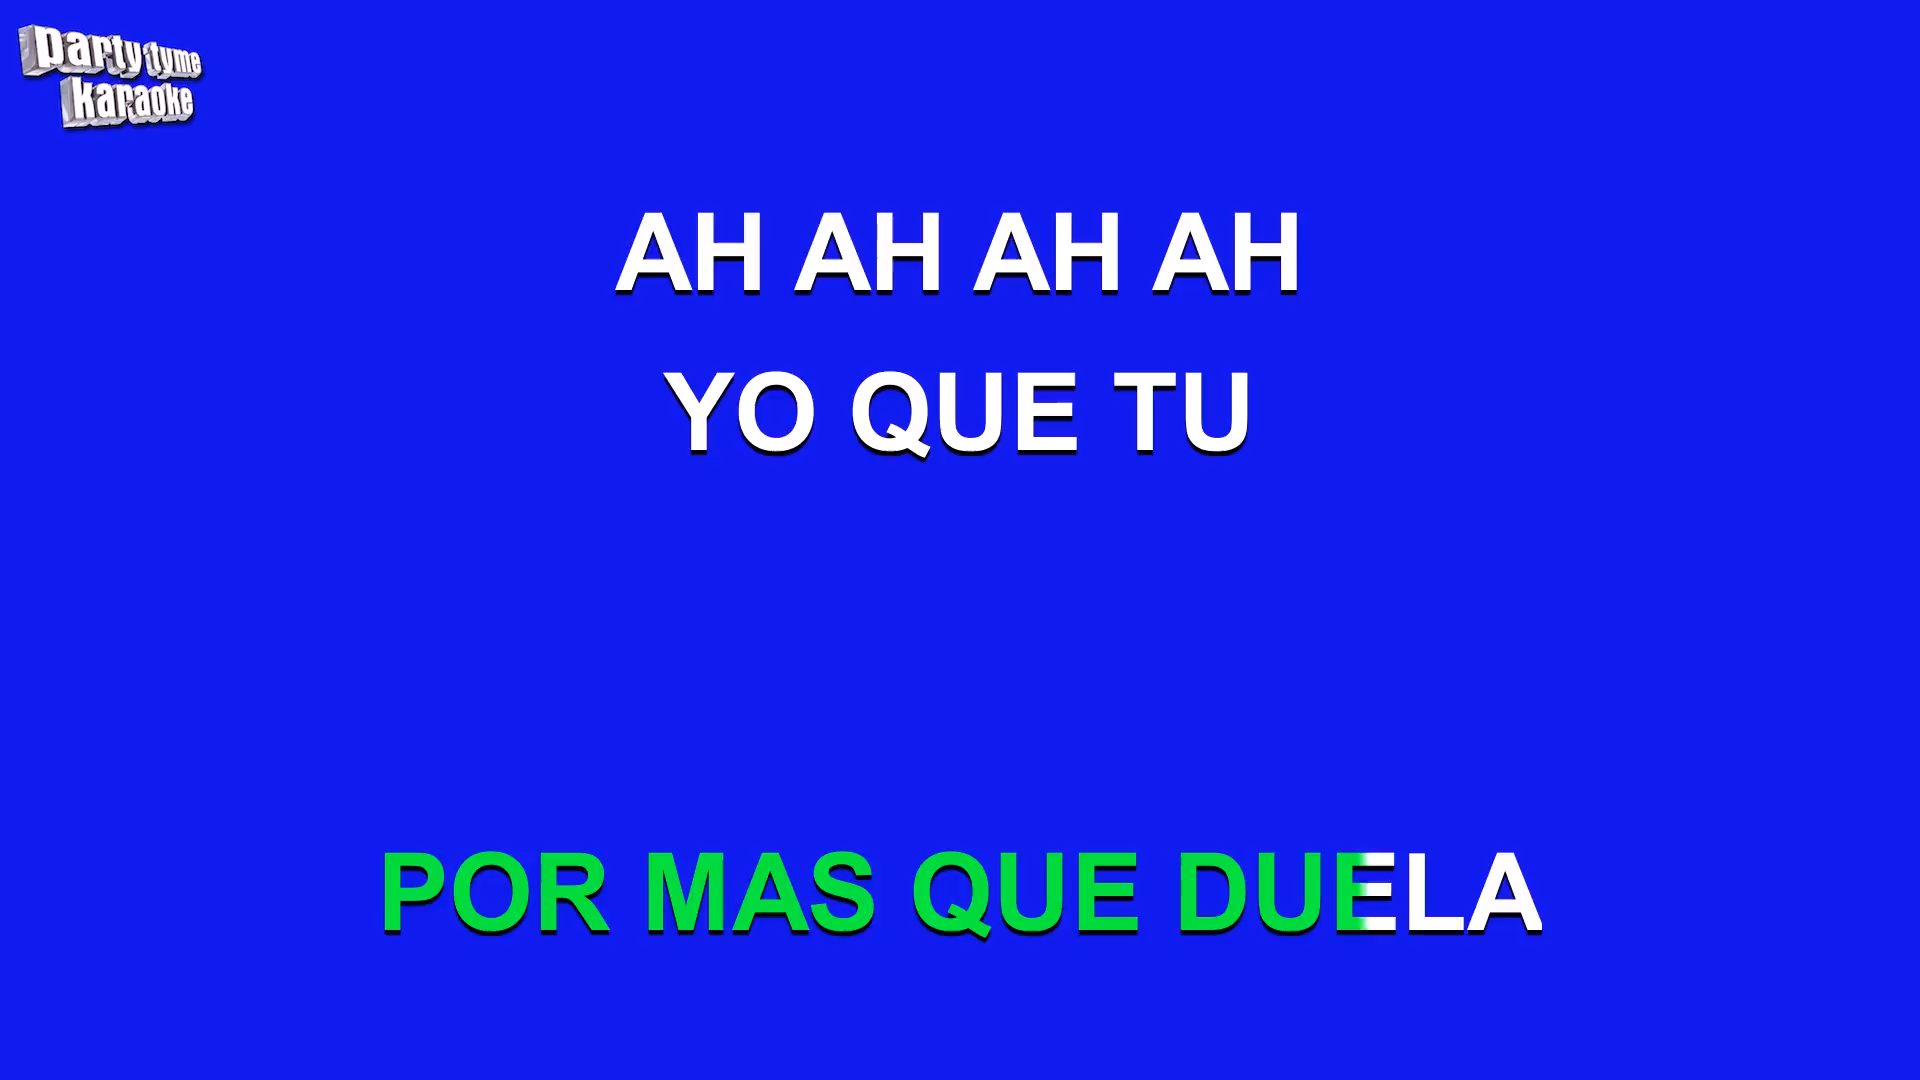 party tyme
karaoke
AH AH AH AH
YO QUE TU
POR MAS QUE DUELA